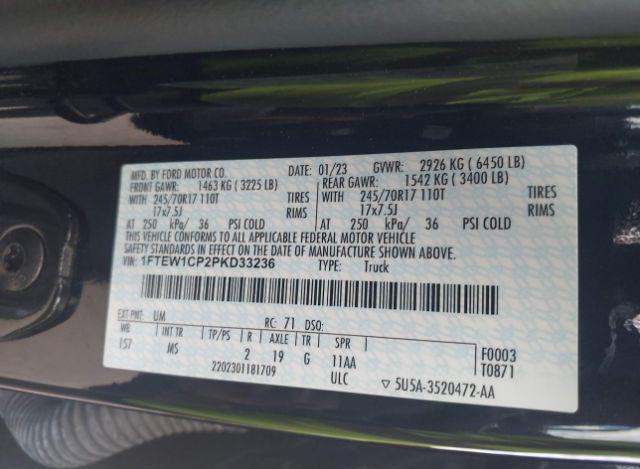 MFD. BY FORD MOTOR CO.
DATE: 01/23 GVWR: 2926 KG ( 6450 LB)
FRONT GAWR: 1463 KG ( 3225 LB) REAR GAWR: 1542 KG ( 3400 LB)
WITH 245/70R17 110T TIRES WITH 245/70R17 110T TIRES
17x7.5J RIMS 17x7.5J RIMS
AT 250 kPa/ 36 PSI COLD AT 250 kPa/ 36 PSI COLD
THIS VEHICLE CONFORMS TO ALL APPLICABLE FEDERAL MOTOR VEHICLE
SAFETY STANDARDS IN EFFECT ON THE DATE OF MANUFACTURE SHOWN ABOVE.
VIN: 1FTEW1CP2PKD33236 TYPE: Truck
EXT PNT: UM RC: 71 DSO:
WB INT TR TP/PS R AXLE TR SPR F0003
157 MS 2 19 G 11AA T0871
2202301181709 ULC ▽ 5U5A-3520472-AA